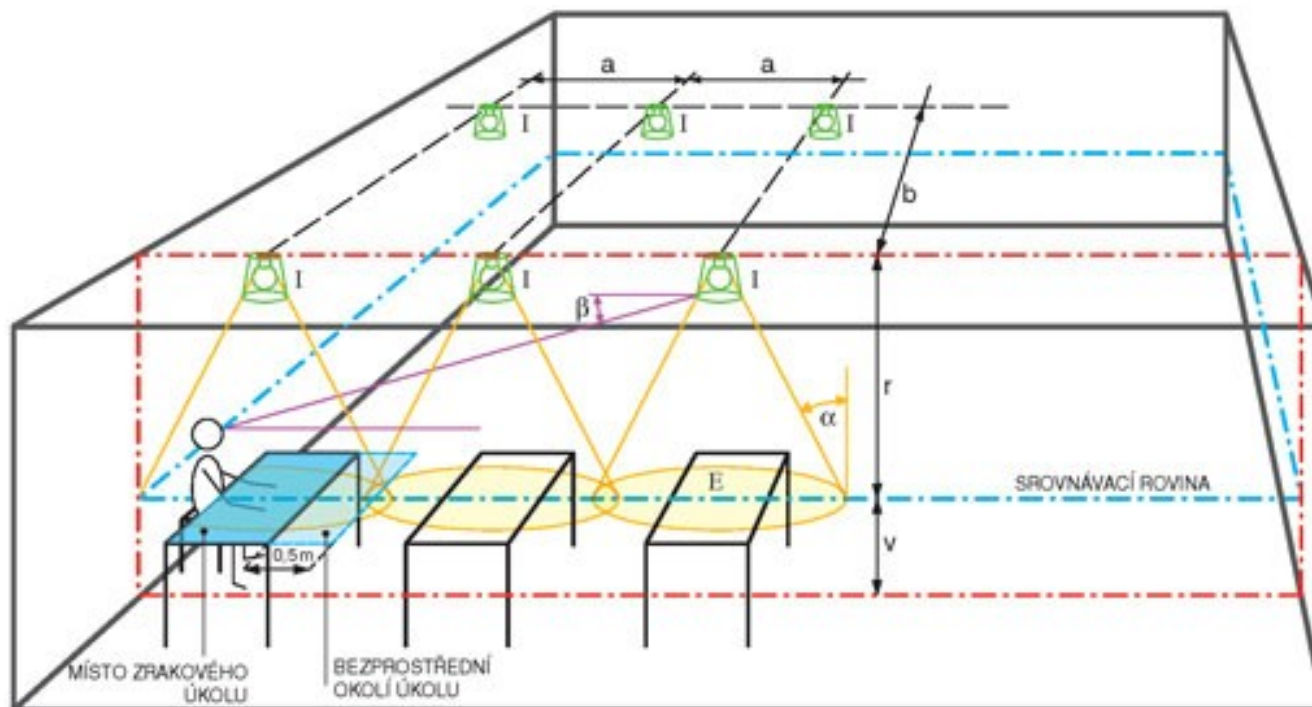 a
a
I
I
I
b
I
I
I
β
r
α
E
SROVNÁVACÍ ROVINA
v
0,5m
MÍSTO ZRAKOVÉHO
ÚKOLU
BEZPROSTŘEDNÍ
OKOLÍ ÚKOLU